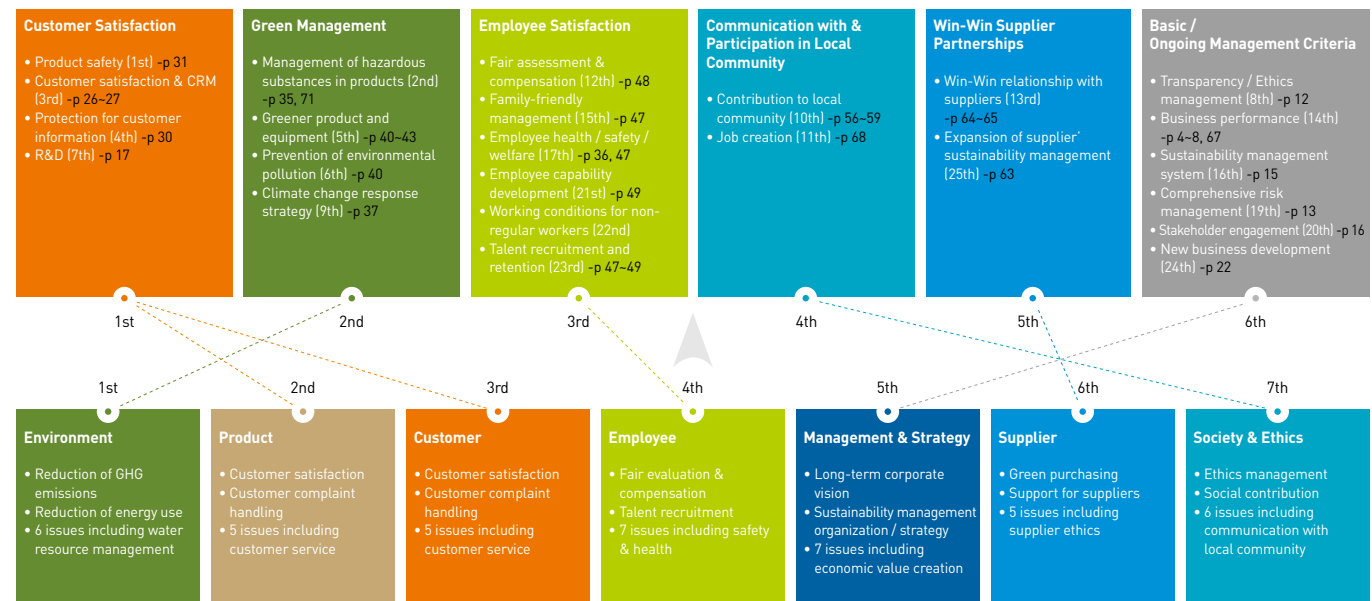 Customer Satisfaction
• Product safety (1st) -p 31
• Customer satisfaction & CRM
(3rd) -p 26~27
• Protection for customer
information (4th) -p 30
• R&D (7th) -p 17
Green Management
• Management of hazardous
substances in products (2nd)
-p 35, 71
• Greener product and
equipment (5th) -p 40~43
• Prevention of environmental
pollution (6th) -p 40
• Climate change response
strategy (9th) -p 37
Employee Satisfaction
• Fair assessment &
compensation (12th) -p 48
• Family-friendly
management (15th) -p 47
• Employee health / safety /
welfare (17th) -p 36, 47
• Employee capability
development (21st) -p 49
• Working conditions for non-
regular workers (22nd)
• Talent recruitment and
retention (23rd) -p 47~49
Communication with &
Participation in Local
Community
• Contribution to local
community (10th) -p 56~59
• Job creation (11th) -p 68
Win-Win Supplier
Partnerships
• Win-Win relationship with
suppliers (13rd)
-p 64~65
• Expansion of supplier'
sustainability management
(25th) -p 63
Basic /
Ongoing Management Criteria
• Transparency / Ethics
management (8th) -p 12
• Business performance (14th)
-p 4~8, 67
• Sustainability management
system (16th) -p 15
• Comprehensive risk
management (19th) -p 13
• Stakeholder engagement (20th) -p 16
• New business development
(24th) -p 22
1st
2nd
3rd
4th
5th
6th
1st
2nd
3rd
4th
5th
6th
7th
Environment
• Reduction of GHG
emissions
• Reduction of energy use
• 6 issues including water
resource management
Product
• Customer satisfaction
• Customer complaint
handling
• 5 issues including
customer service
Customer
• Customer satisfaction
• Customer complaint
handling
• 5 issues including
customer service
Employee
• Fair evaluation &
compensation
• Talent recruitment
• 7 issues including safety
& health
Management & Strategy
• Long-term corporate
vision
• Sustainability management
organization / strategy
• 7 issues including
economic value creation
Supplier
• Green purchasing
• Support for suppliers
• 5 issues including
supplier ethics
Society & Ethics
• Ethics management
• Social contribution
• 6 issues including
communication with
local community